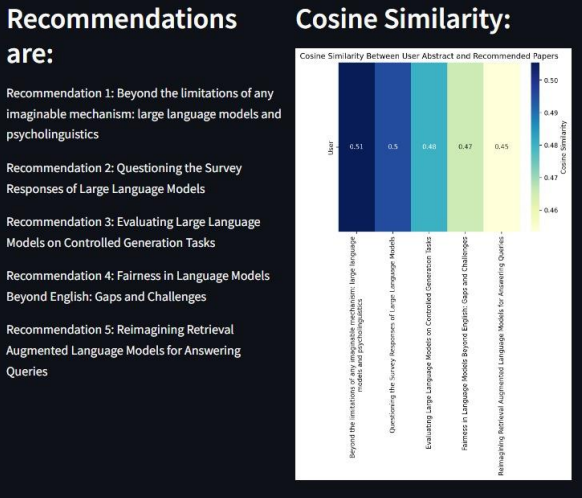 Recommendations
are:
Recommendation 1: Beyond the limitations of any
imaginable mechanism: large language models and
psycholinguistics
Recommendation 2: Questioning the Survey
Responses of Large Language Models
Recommendation 3: Evaluating Large Language
Models on Controlled Generation Tasks
Recommendation 4: Fairness in Language Models
Beyond English: Gaps and Challenges
Recommendation 5: Reimagining Retrieval
Augmented Language Models for Answering
Queries
Cosine Similarity:
Cosine Similarity Between User Abstract and Recommended Papers
User
0.51 0.5 0.48 0.47 0.45
0.50
0.49
0.48
0.47
0.46
Cosine Similarity
Beyond the limitations of any imaginable mechanism: large language
models and psycholinguistics
Questioning the Survey Responses of Large Language Models
Evaluating Large Language Models on Controlled Generation Tasks
Fairness in Language Models Beyond English: Gaps and Challenges
Reimagining Retrieval Augmented Language Models for Answering Queries